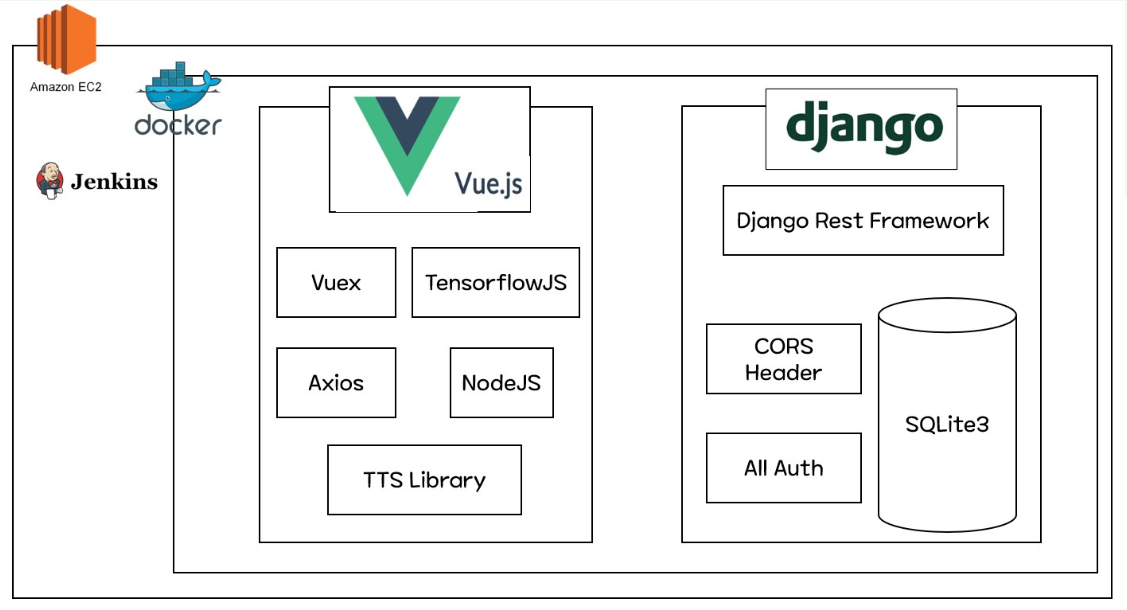 Amazon EC2
docker
Jenkins
Vue.js
Vuex
TensorflowJS
Axios
NodeJS
TTS Library
django
Django Rest Framework
CORS
Header
All Auth
SQLite3